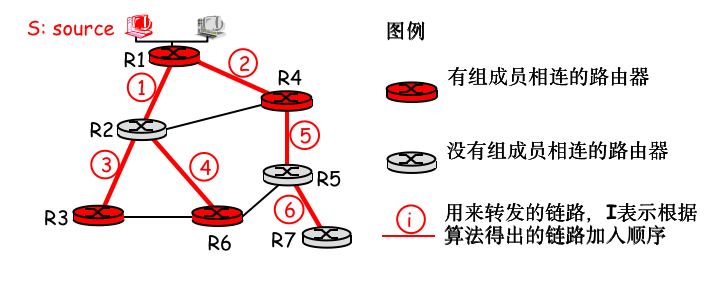 S: source
图例
R1
②
①
R4
有组成员相连的路由器
R2
⑤
③
④
没有组成员相连的路由器
R5
R3
R6
⑥
R7
i
用来转发的链路，I表示根据
算法得出的链路加入顺序